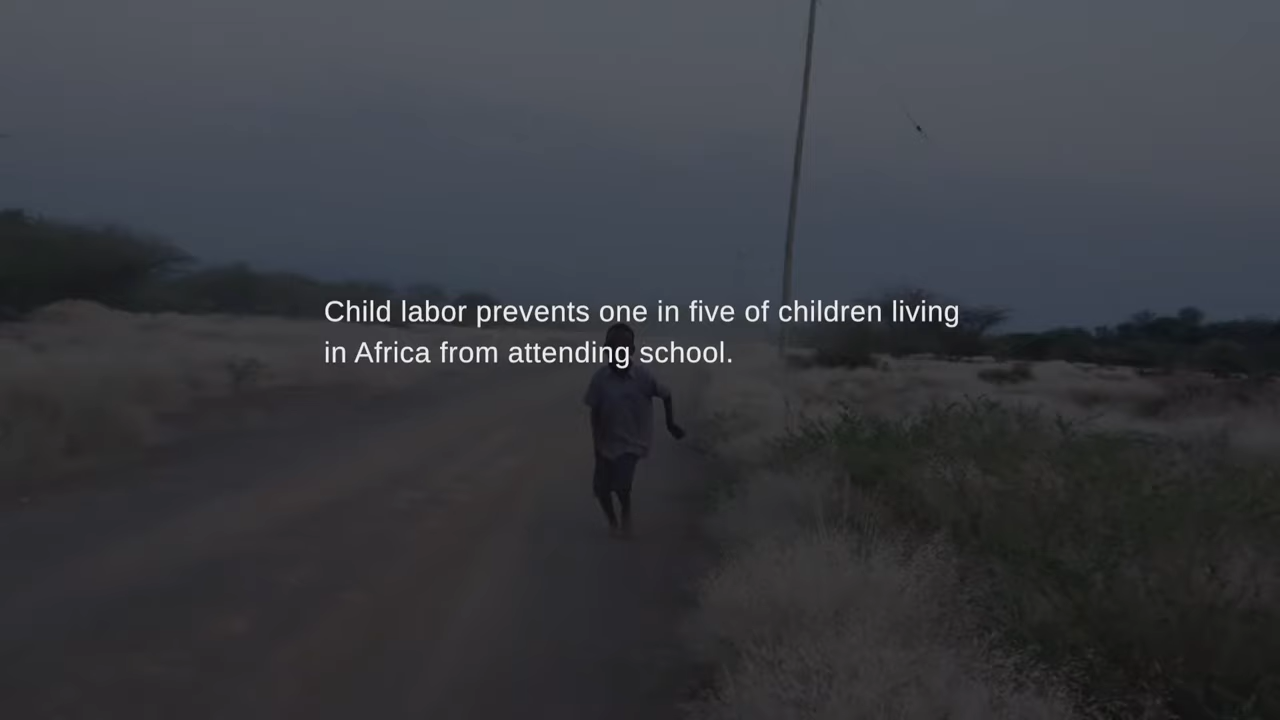 Child labor prevents one in five of children living
in Africa from attending school.